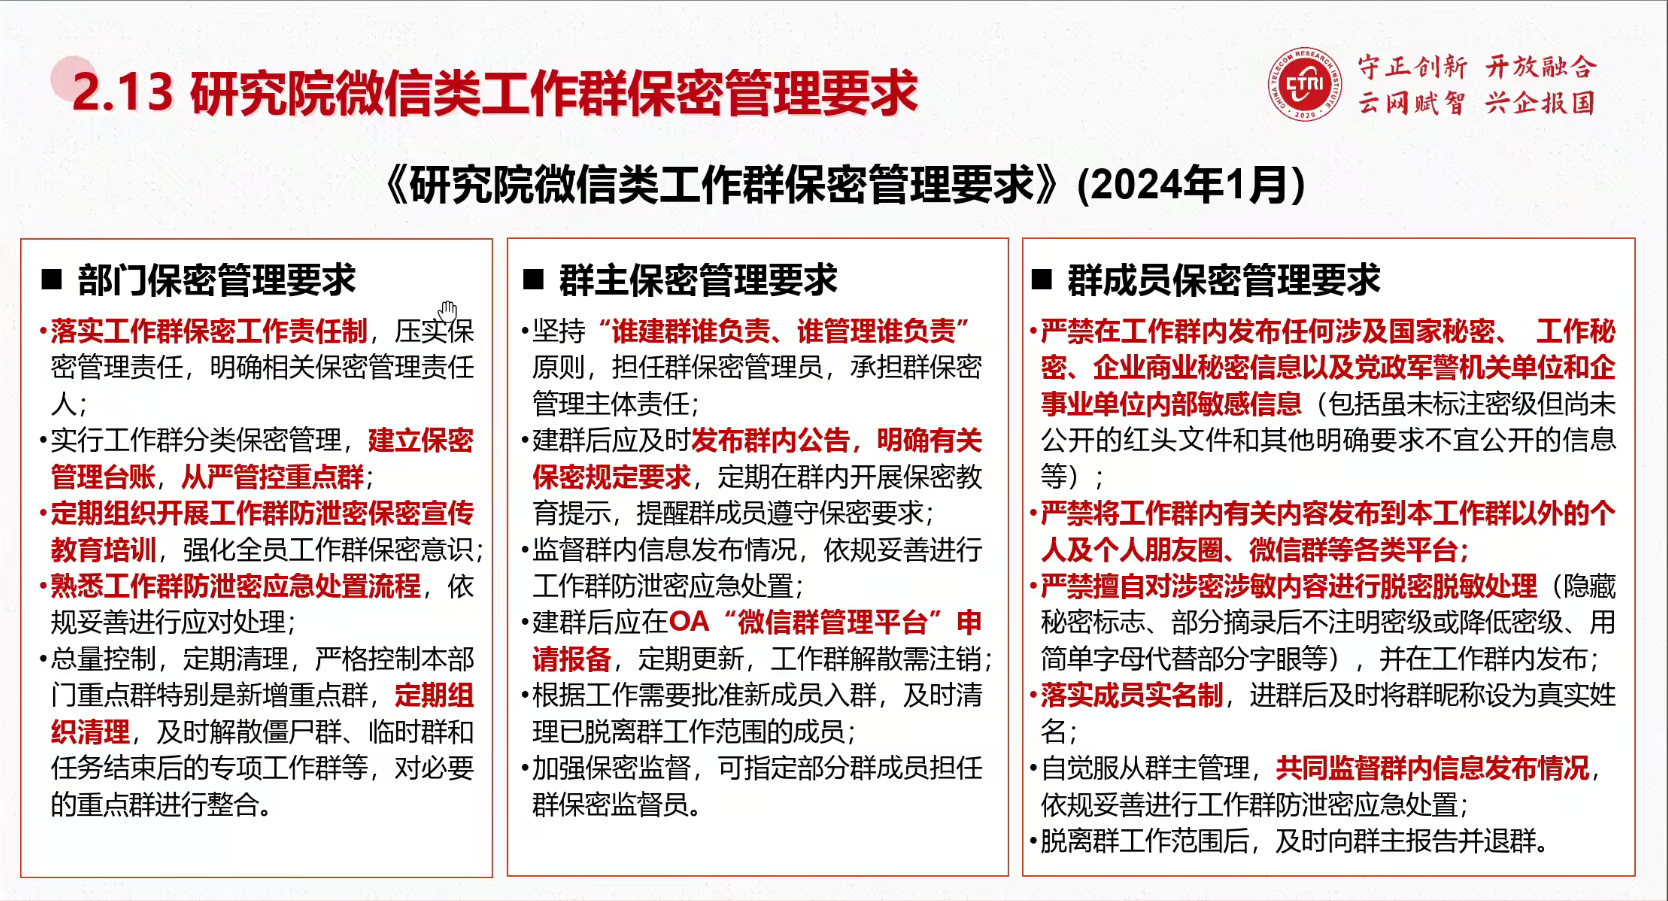 2.13 研究院微信类工作群保密管理要求
CHINA TELECOM RESEARCH INSTITUTE
CTRI
2020
守正创新 开放融合
云网赋智 兴企报国
《研究院微信类工作群保密管理要求》(2024年1月)
■ 部门保密管理要求
•落实工作群保密工作责任制，压实保
密管理责任，明确相关保密管理责任
人；
•实行工作群分类保密管理，建立保密
管理台账，从严管控重点群；
•定期组织开展工作群防泄密保密宣传
教育培训，强化全员工作群保密意识；
•熟悉工作群防泄密应急处置流程，依
规妥善进行应对处理；
•总量控制，定期清理，严格控制本部
门重点群特别是新增重点群，定期组
织清理，及时解散僵尸群、临时群和
任务结束后的专项工作群等，对必要
的重点群进行整合。
■ 群主保密管理要求
•坚持“谁建群谁负责、谁管理谁负责”
原则，担任群保密管理员，承担群保密
管理主体责任；
•建群后应及时发布群内公告，明确有关
保密规定要求，定期在群内开展保密教
育提示，提醒群成员遵守保密要求；
•监督群内信息发布情况，依规妥善进行
工作群防泄密应急处置；
•建群后应在OA“微信群管理平台”申
请报备，定期更新，工作群解散需注销；
•根据工作需要批准新成员入群，及时清
理已脱离群工作范围的成员；
•加强保密监督，可指定部分群成员担任
群保密监督员。
■ 群成员保密管理要求
•严禁在工作群内发布任何涉及国家秘密、 工作秘
密、企业商业秘密信息以及党政军警机关单位和企
事业单位内部敏感信息（包括虽未标注密级但尚未
公开的红头文件和其他明确要求不宜公开的信息
等）；
•严禁将工作群内有关内容发布到本工作群以外的个
人及个人朋友圈、微信群等各类平台；
•严禁擅自对涉密涉敏内容进行脱密脱敏处理（隐藏
秘密标志、部分摘录后不注明密级或降低密级、用
简单字母代替部分字眼等），并在工作群内发布；
•落实成员实名制，进群后及时将群昵称设为真实姓
名；
•自觉服从群主管理，共同监督群内信息发布情况，
依规妥善进行工作群防泄密应急处置；
•脱离群工作范围后，及时向群主报告并退群。